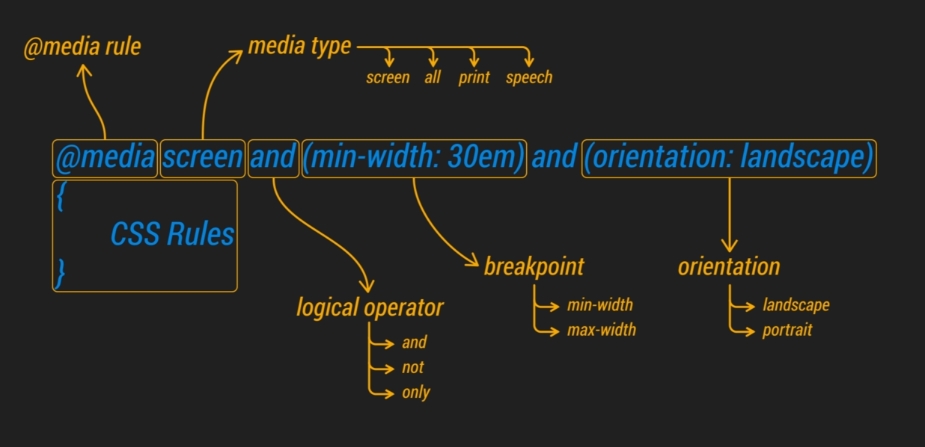 @media rule
media type
screen all print speech
@media screen and (min-width: 30em) and (orientation: landscape)
{
CSS Rules
}
breakpoint
min-width
max-width
orientation
landscape
portrait
logical operator
and
not
only